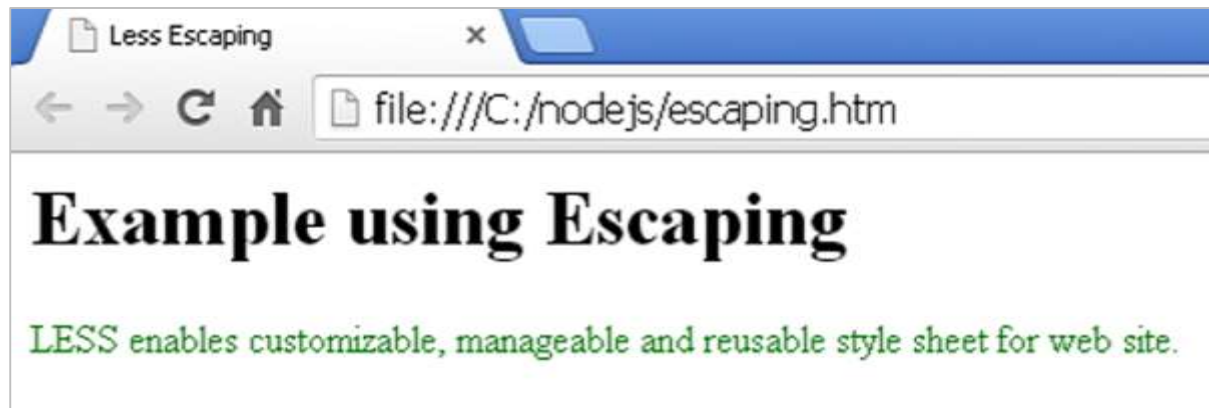 Less Escaping
file:///C:/nodejs/escaping.htm
Example using Escaping
LESS enables customizable, manageable and reusable style sheet for web site.